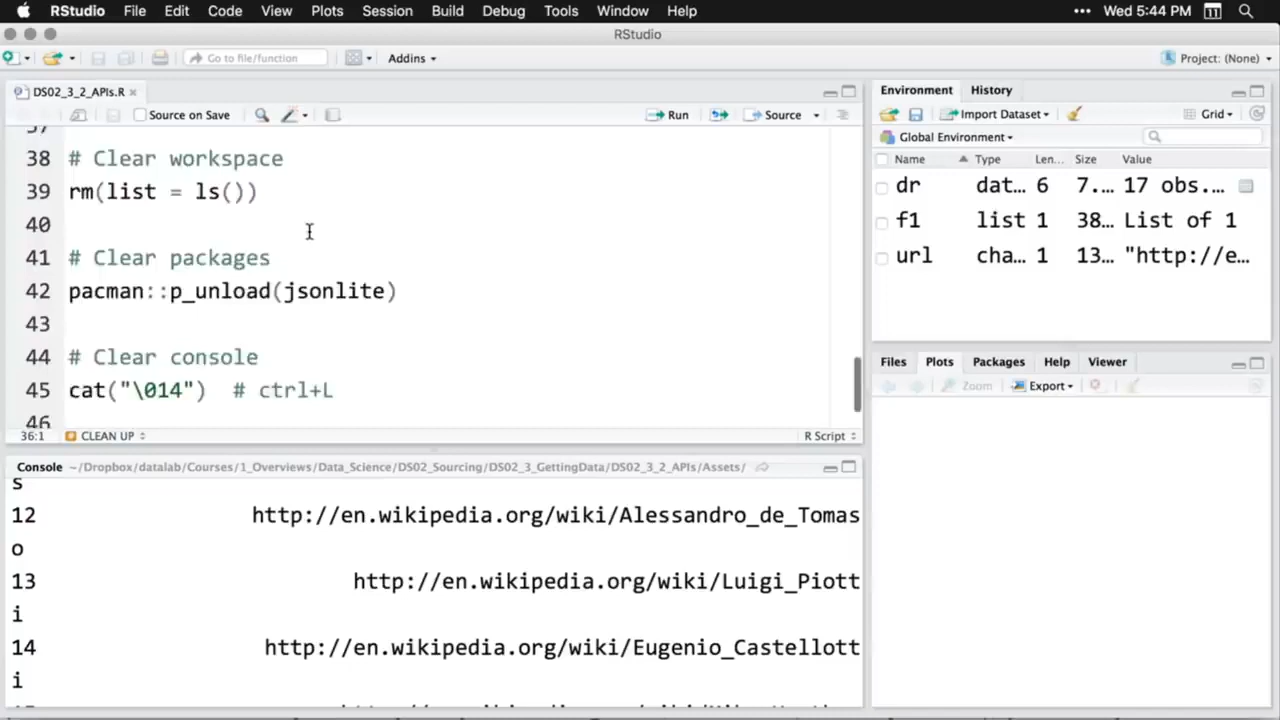 RStudio File Edit Code View Plots Session Build Debug Tools Window Help ••• Wed 5:44 PM 11
RStudio
Go to file/function Addins Project: (None)
DS02_3_2_APIs.R
Source on Save Run Source
37
38 # Clear workspace
39 rm(list = ls())
40
41 # Clear packages
42 pacman::p_unload(jsonlite)
43
44 # Clear console
45 cat("\014")  # ctrl+L
46
36:1 CLEAN UP R Script
Console ~/Dropbox/datalab/Courses/1_Overviews/Data_Science/DS02_Sourcing/DS02_3_GettingData/DS02_3_2_APIs/Assets/
s
12 http://en.wikipedia.org/wiki/Alessandro_de_Tomas
o
13 http://en.wikipedia.org/wiki/Luigi_Piott
i
14 http://en.wikipedia.org/wiki/Eugenio_Castellott
i
Environment History
Import Dataset Grid
Global Environment
Name Type Len... Size Value
dr dat... 6 7.... 17 obs....
f1 list 1 38... List of 1
url cha... 1 13... "http://e...
Files Plots Packages Help Viewer
Zoom Export